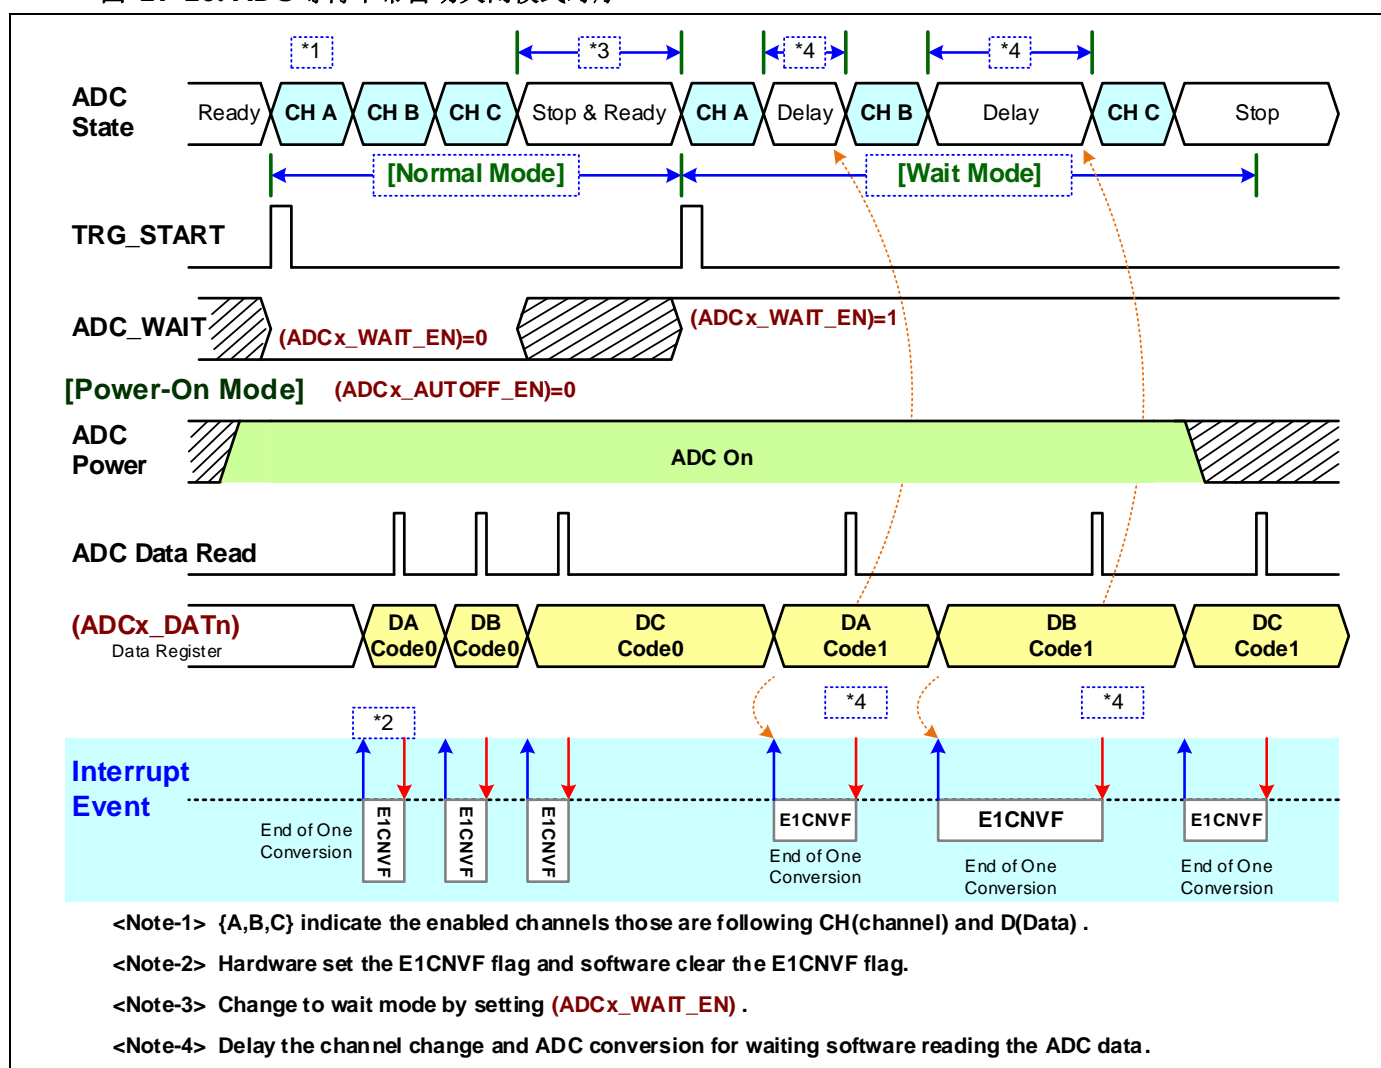 *1
*3
*4
*4
ADC
State
Ready
CH A
CH B
CH C
Stop & Ready
CH A
Delay
CH B
Delay
CH C
Stop
[Normal Mode]
[Wait Mode]
TRG_START
ADC_WAIT
(ADCx_WAIT_EN)=0
(ADCx_WAIT_EN)=1
[Power-On Mode]
(ADCx_AUTOFF_EN)=0
ADC
Power
ADC On
ADC Data Read
(ADCx_DATn)
Data Register
DA
Code0
DB
Code0
DC
Code0
DA
Code1
DB
Code1
DC
Code1
*2
*4
*4
Interrupt
Event
End of One
Conversion
E1CNVF
E1CNVF
E1CNVF
E1CNVF
End of One
Conversion
E1CNVF
End of One
Conversion
E1CNVF
End of One
Conversion
<Note-1> {A,B,C} indicate the enabled channels those are following CH(channel) and D(Data) .
<Note-2> Hardware set the E1CNVF flag and software clear the E1CNVF flag.
<Note-3> Change to wait mode by setting (ADCx_WAIT_EN) .
<Note-4> Delay the channel change and ADC conversion for waiting software reading the ADC data.